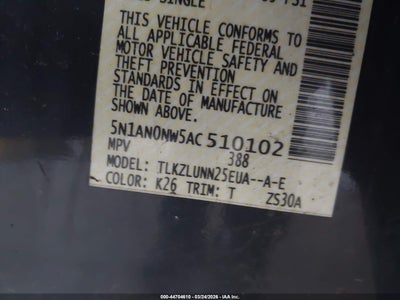 SINGLE
PSI
THIS VEHICLE CONFORMS TO
ALL APPLICABLE FEDERAL
MOTOR VEHICLE SAFETY AND
THEFT PREVENTION
STANDARDS IN EFFECT
ON THE DATE OF
MANUFACTURE
SHOWN ABOVE.
5N1AN0NW5AC510102
MPV 388
MODEL: TLKZLUNN25EUA--A-E
COLOR: K26 TRIM: T ZS30A
000-44704610 - 03/24/2026 - IAA, Inc.